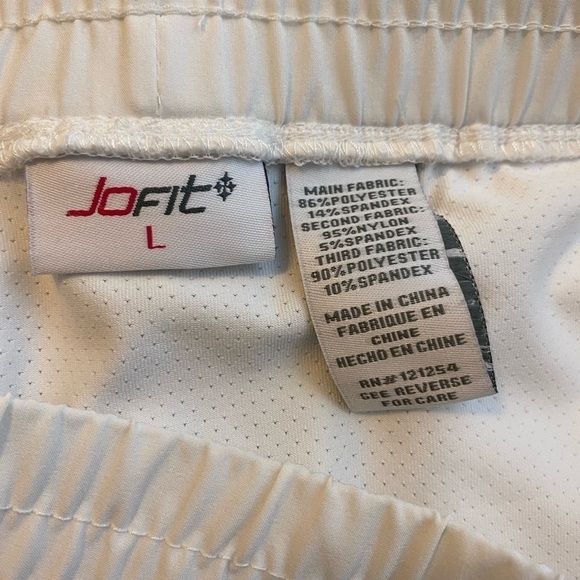 JOFIT
L
MAIN FABRIC:
86%POLYESTER
14%SPANDEX
SECOND FABRIC:
95%NYLON
5%SPANDEX
THIRD FABRIC:
90%POLYESTER
10%SPANDEX
MADE IN CHINA
FABRIQUE EN
CHINE
HECHO EN CHINE
RN# 121254
SEE REVERSE
FOR CARE